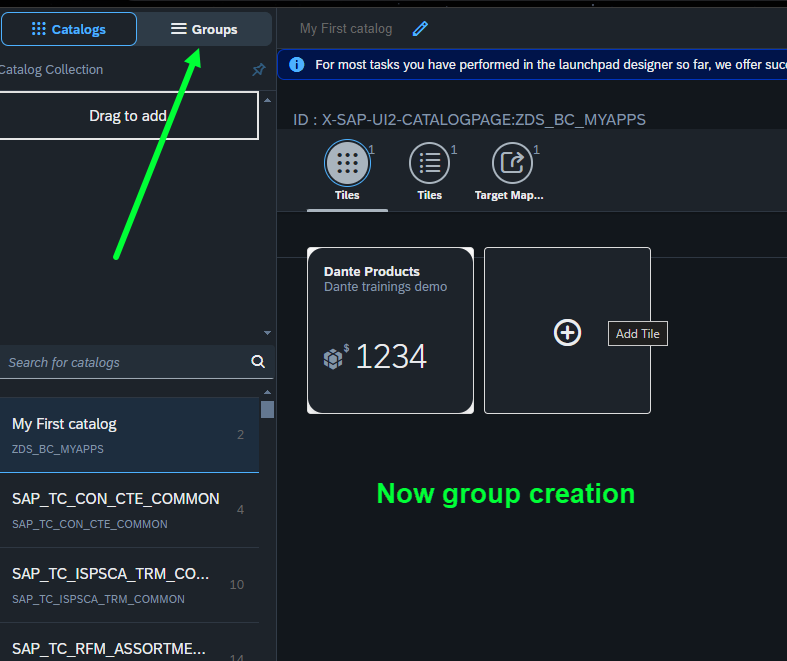 Catalogs
Groups
My First catalog
Catalog Collection
For most tasks you have performed in the launchpad designer so far, we offer suc
Drag to add
ID : X-SAP-UI2-CATALOGPAGE:ZDS_BC_MYAPPS
1
1
1
Tiles
Tiles
Target Map...
Dante Products
Dante trainings demo
$
1234
Add Tile
Search for catalogs
My First catalog
2
ZDS_BC_MYAPPS
Now group creation
SAP_TC_CON_CTE_COMMON
4
SAP_TC_CON_CTE_COMMON
SAP_TC_ISPSCA_TRM_CO...
10
SAP_TC_ISPSCA_TRM_COMMON
SAP_TC_RFM_ASSORTME...
14